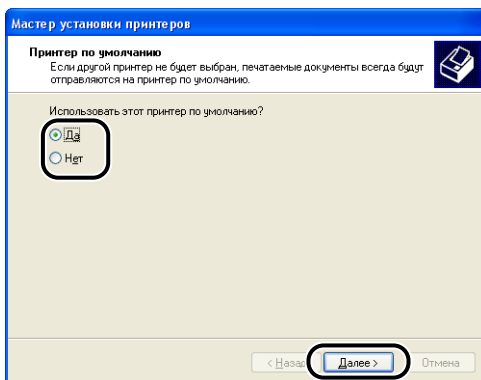 Мастер установки принтеров
Принтер по умолчанию
Если другой принтер не будет выбран, печатаемые документы всегда будут
отправляются на принтер по умолчанию.
Использовать этот принтер по умолчанию?
Да
Нет
< Назад Далее > Отмена